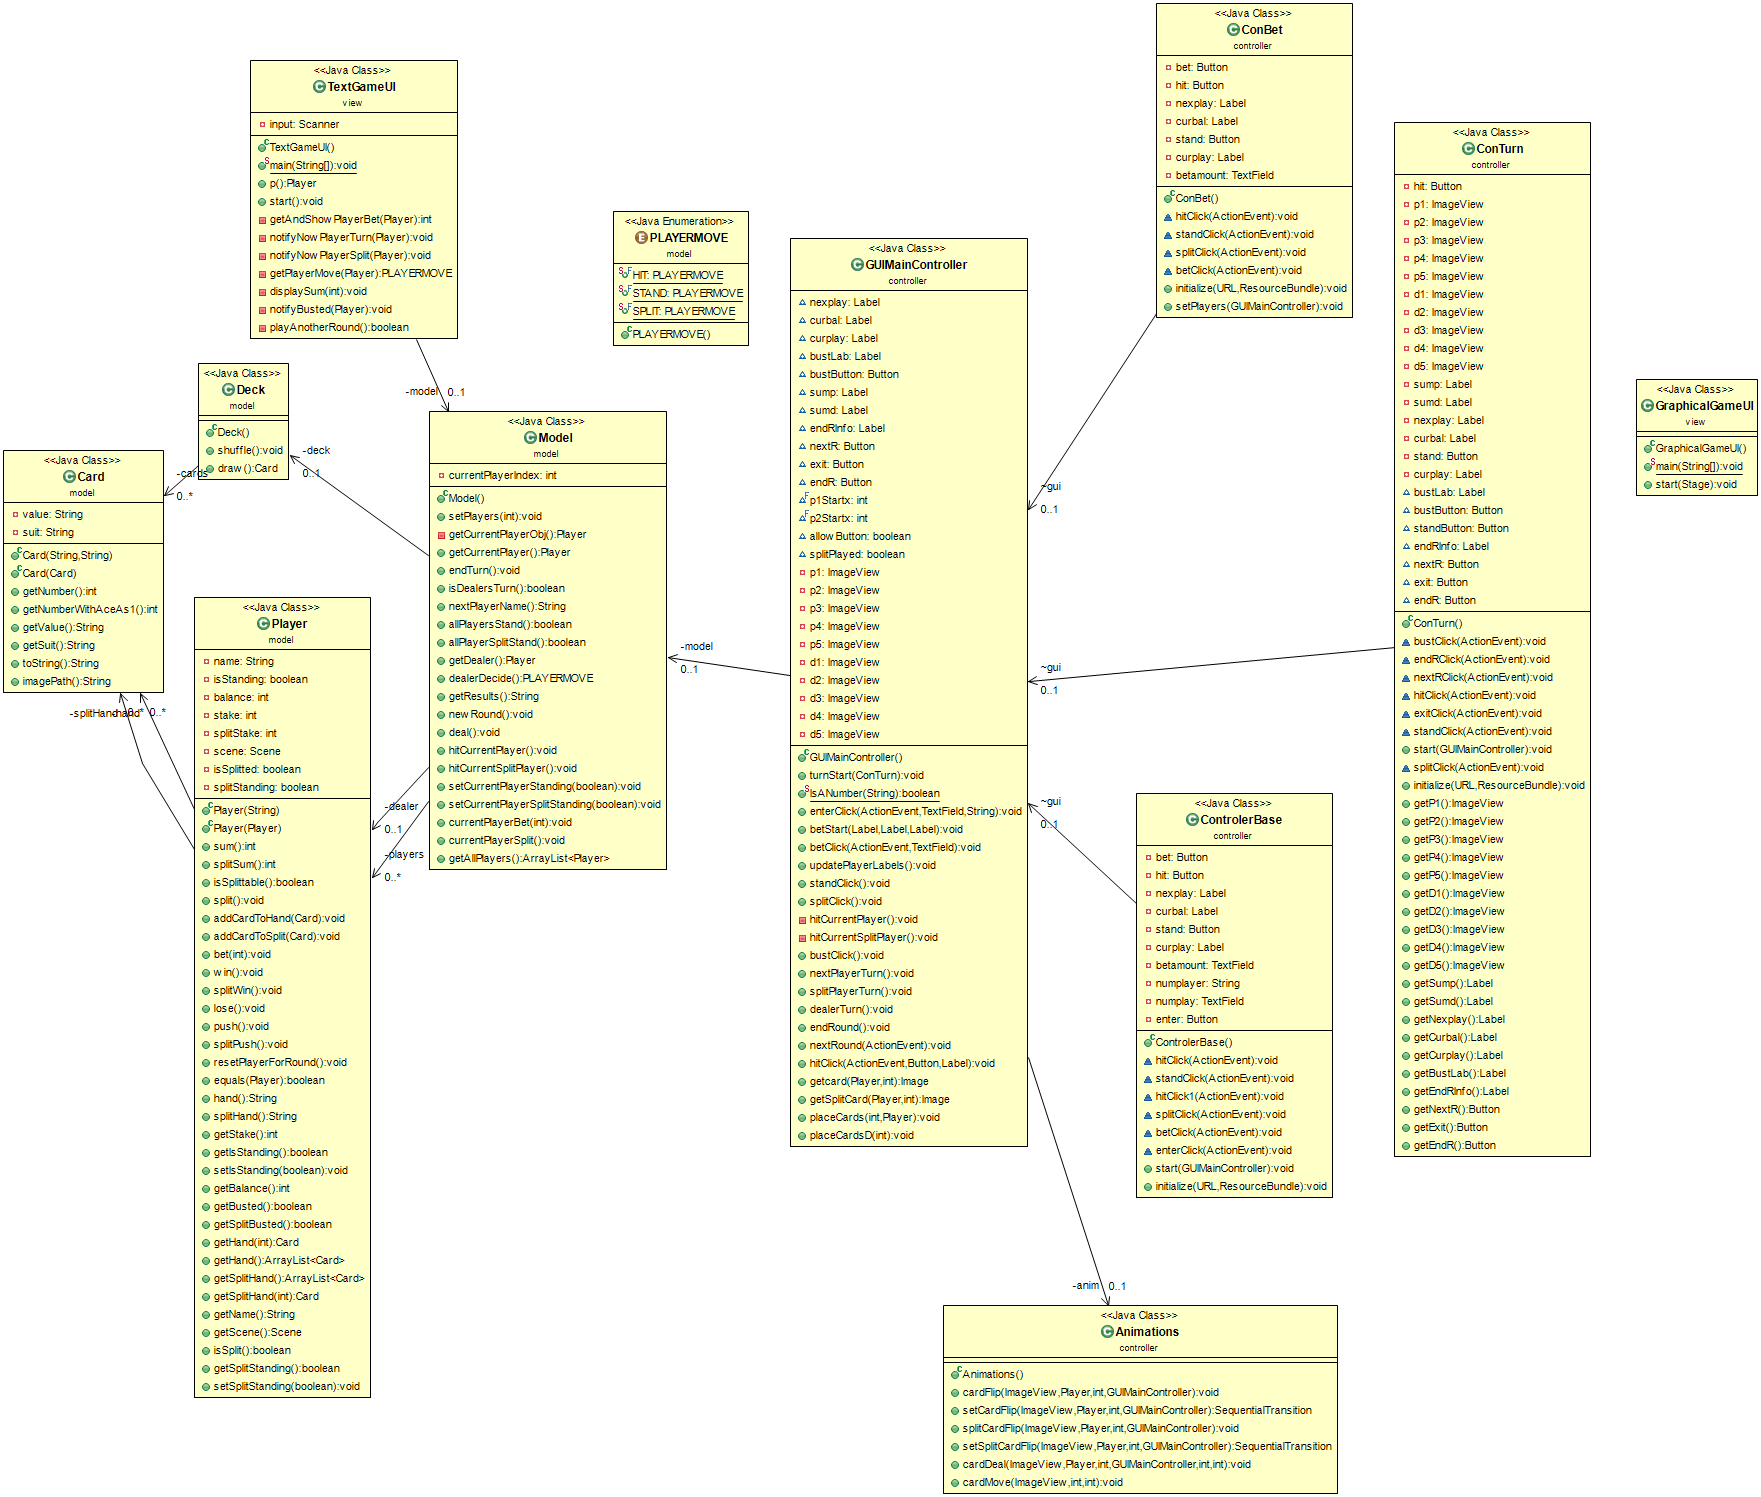 <<Java Class>>
ConBet
controller
bet: Button
hit: Button
nexplay: Label
curbal: Label
stand: Button
curplay: Label
betamount: TextField
ConBet()
hitClick(ActionEvent):void
standClick(ActionEvent):void
splitClick(ActionEvent):void
betClick(ActionEvent):void
initialize(URL,ResourceBundle):void
setPlayers(GUIMainController):void
<<Java Class>>
TextGameUI
view
input: Scanner
TextGameUI()
main(String[]):void
p():Player
start():void
getAndShowPlayerBet(Player):int
notifyNowPlayerTurn(Player):void
notifyNowPlayerSplit(Player):void
getPlayerMove(Player):PLAYERMOVE
displaySum(int):void
notifyBusted(Player):void
playAnotherRound():boolean
<<Java Class>>
ConTurn
controller
hit: Button
p1: ImageView
p2: ImageView
p3: ImageView
p4: ImageView
p5: ImageView
d1: ImageView
d2: ImageView
d3: ImageView
d4: ImageView
d5: ImageView
sump: Label
sumd: Label
nexplay: Label
curbal: Label
stand: Button
curplay: Label
bustLab: Label
bustButton: Button
standButton: Button
endRInfo: Label
nextR: Button
exit: Button
endR: Button
ConTurn()
bustClick(ActionEvent):void
endRClick(ActionEvent):void
nextRClick(ActionEvent):void
hitClick(ActionEvent):void
exitClick(ActionEvent):void
standClick(ActionEvent):void
start(GUIMainController):void
splitClick(ActionEvent):void
initialize(URL,ResourceBundle):void
getP1():ImageView
getP2():ImageView
getP3():ImageView
getP4():ImageView
getP5():ImageView
getD1():ImageView
getD2():ImageView
getD3():ImageView
getD4():ImageView
getD5():ImageView
getSump():Label
getSumd():Label
getNexplay():Label
getCurbal():Label
getCurplay():Label
getBustLab():Label
getEndRInfo():Label
getNextR():Button
getExit():Button
getEndR():Button
<<Java Enumeration>>
PLAYERMOVE
model
HIT: PLAYERMOVE
STAND: PLAYERMOVE
SPLIT: PLAYERMOVE
PLAYERMOVE()
<<Java Class>>
GUIMainController
controller
nexplay: Label
curbal: Label
curplay: Label
bustLab: Label
bustButton: Button
sump: Label
sumd: Label
endRInfo: Label
nextR: Button
exit: Button
endR: Button
p1Startx: int
p2Startx: int
allowButton: boolean
splitPlayed: boolean
p1: ImageView
p2: ImageView
p3: ImageView
p4: ImageView
p5: ImageView
d1: ImageView
d2: ImageView
d3: ImageView
d4: ImageView
d5: ImageView
GUIMainController()
turnStart(ConTurn):void
IsANumber(String):boolean
enterClick(ActionEvent,TextField,String):void
betStart(Label,Label,Label):void
betClick(ActionEvent,TextField):void
updatePlayerLabels():void
standClick():void
splitClick():void
hitCurrentPlayer():void
hitCurrentSplitPlayer():void
bustClick():void
nextPlayerTurn():void
splitPlayerTurn():void
dealerTurn():void
endRound():void
nextRound(ActionEvent):void
hitClick(ActionEvent,Button,Label):void
getcard(Player,int):Image
getSplitCard(Player,int):Image
placeCards(int,Player):void
placeCardsD(int):void
<<Java Class>>
Deck
model
Deck()
shuffle():void
draw():Card
<<Java Class>>
GraphicalGameUI
view
GraphicalGameUI()
main(String[]):void
start(Stage):void
-model
0..1
<<Java Class>>
Model
model
currentPlayerIndex: int
Model()
setPlayers(int):void
getCurrentPlayerObj():Player
getCurrentPlayer():Player
endTurn():void
isDealersTurn():boolean
nextPlayerName():String
allPlayersStand():boolean
allPlayerSplitStand():boolean
getDealer():Player
dealerDecide():PLAYERMOVE
getResults():String
newRound():void
deal():void
hitCurrentPlayer():void
hitCurrentSplitPlayer():void
setCurrentPlayerStanding(boolean):void
setCurrentPlayerSplitStanding(boolean):void
currentPlayerBet(int):void
currentPlayerSplit():void
getAllPlayers():ArrayList<Player>
-deck
0..1
-cards
0..*
<<Java Class>>
Card
model
value: String
suit: String
Card(String,String)
Card(Card)
getNumber():int
getNumberWithAceAs1():int
getValue():String
getSuit():String
toString():String
imagePath():String
~gui
0..1
<<Java Class>>
Player
model
name: String
isStanding: boolean
balance: int
stake: int
splitStake: int
scene: Scene
isSplitted: boolean
splitStanding: boolean
Player(String)
Player(Player)
sum():int
splitSum():int
isSplittable():boolean
split():void
addCardToHand(Card):void
addCardToSplit(Card):void
bet(int):void
win():void
splitWin():void
lose():void
push():void
splitPush():void
resetPlayerForRound():void
equals(Player):boolean
hand():String
splitHand():String
getStake():int
getIsStanding():boolean
setIsStanding(boolean):void
getBalance():int
getBusted():boolean
getSplitBusted():boolean
getHand(int):Card
getHand():ArrayList<Card>
getSplitHand():ArrayList<Card>
getSplitHand(int):Card
getName():String
getScene():Scene
isSplit():boolean
getSplitStanding():boolean
setSplitStanding(boolean):void
-model
0..1
~gui
0..1
-splitHand
0..*
-dealer
0..1
-players
0..*
~gui
0..1
<<Java Class>>
ControlerBase
controller
bet: Button
hit: Button
nexplay: Label
curbal: Label
stand: Button
curplay: Label
betamount: TextField
numplayer: String
numplay: TextField
enter: Button
ControlerBase()
hitClick(ActionEvent):void
standClick(ActionEvent):void
hitClick1(ActionEvent):void
splitClick(ActionEvent):void
betClick(ActionEvent):void
enterClick(ActionEvent):void
start(GUIMainController):void
initialize(URL,ResourceBundle):void
-anim
0..1
<<Java Class>>
Animations
controller
Animations()
cardFlip(ImageView,Player,int,GUIMainController):void
setCardFlip(ImageView,Player,int,GUIMainController):SequentialTransition
splitCardFlip(ImageView,Player,int,GUIMainController):void
setSplitCardFlip(ImageView,Player,int,GUIMainController):SequentialTransition
cardDeal(ImageView,Player,int,GUIMainController,int,int):void
cardMove(ImageView,int,int):void